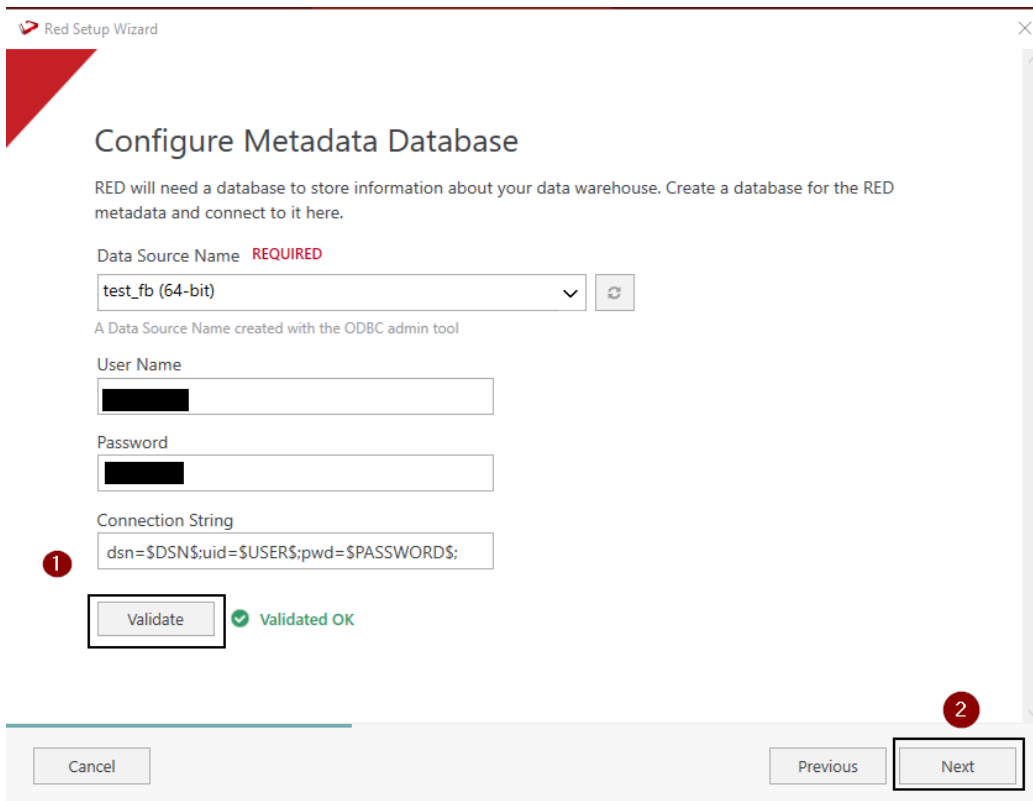 Red Setup Wizard
Configure Metadata Database
RED will need a database to store information about your data warehouse. Create a database for the RED
metadata and connect to it here.
Data Source Name REQUIRED
test_fb (64-bit)
A Data Source Name created with the ODBC admin tool
User Name
Password
Connection String
dsn=$DSN$;uid=$USER$;pwd=$PASSWORD$;
1
Validate Validated OK
2
Cancel Previous Next